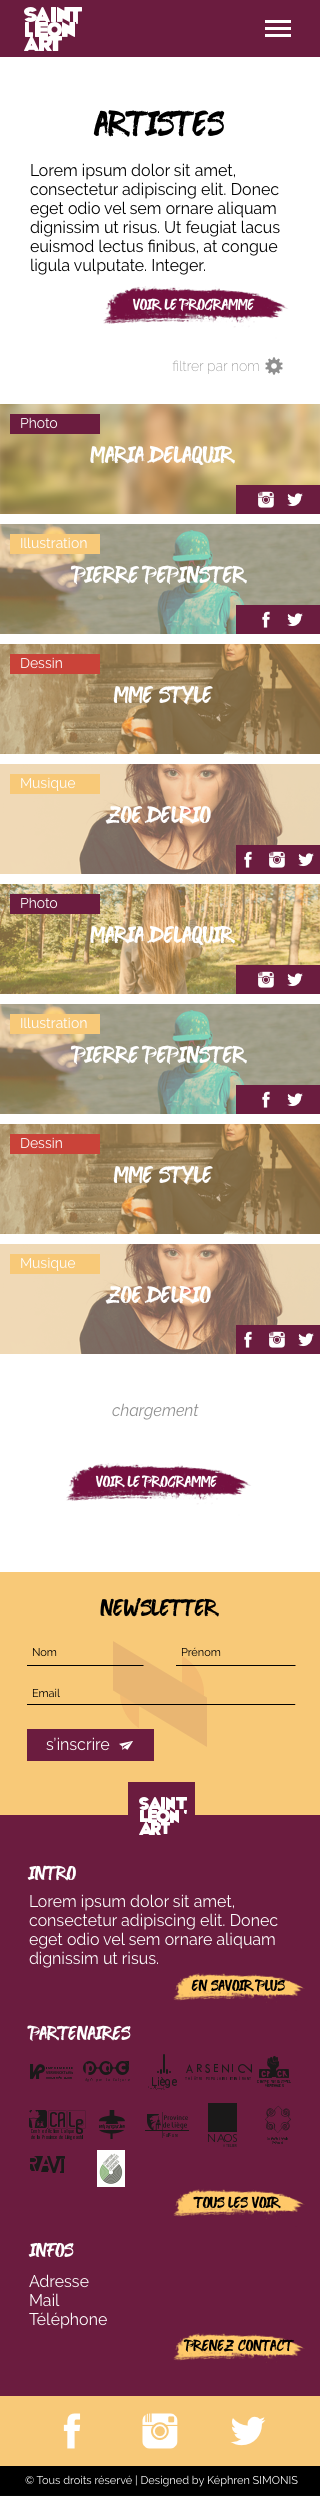 SAINT
LEON
ART
ARTISTES
Lorem ipsum dolor sit amet,
consectetur adipiscing elit. Donec
eget odio vel sem ornare aliquam
dignissim ut risus. Ut feugiat lacus
euismod lectus finibus, at congue
ligula vulputate. Integer.
VOIR LE PROGRAMME
filtrer par nom
Photo
MARIA DELAQUIR
Illustration
PIERRE PEPINSTER
Dessin
MME STYLE
Musique
ZOE DELRIO
Photo
MARIA DELAQUIR
Illustration
PIERRE PEPINSTER
Dessin
MME STYLE
Musique
ZOE DELRIO
chargement
VOIR LE PROGRAMME
NEWSLETTER
Nom Prénom
Email
s'inscrire
SAINT
LEON
ART
INTRO
Lorem ipsum dolor sit amet,
consectetur adipiscing elit. Donec
eget odio vel sem ornare aliquam
dignissim ut risus.
EN SAVOIR PLUS
PARTENAIRES
Liège
ARSENIC
Province
de Liège
NAOS
RAVI
TOUS LES VOIR
INFOS
Adresse
Mail
Téléphone
PRENEZ CONTACT
© Tous droits réservé | Designed by Képhren SIMONIS